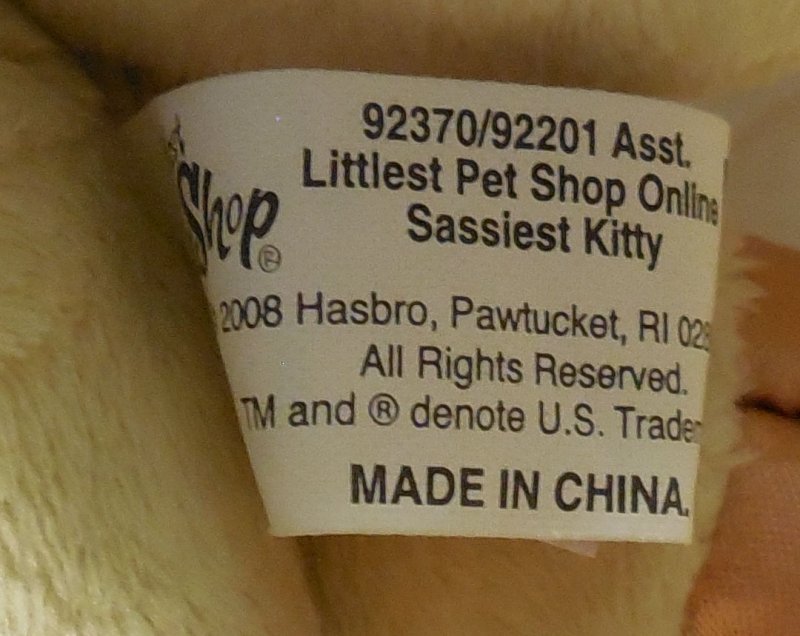 Shop®
92370/92201 Asst.
Littlest Pet Shop Online
Sassiest Kitty
2008 Hasbro, Pawtucket, RI
All Rights Reserved.
TM and ® denote U.S.
MADE IN CHINA.